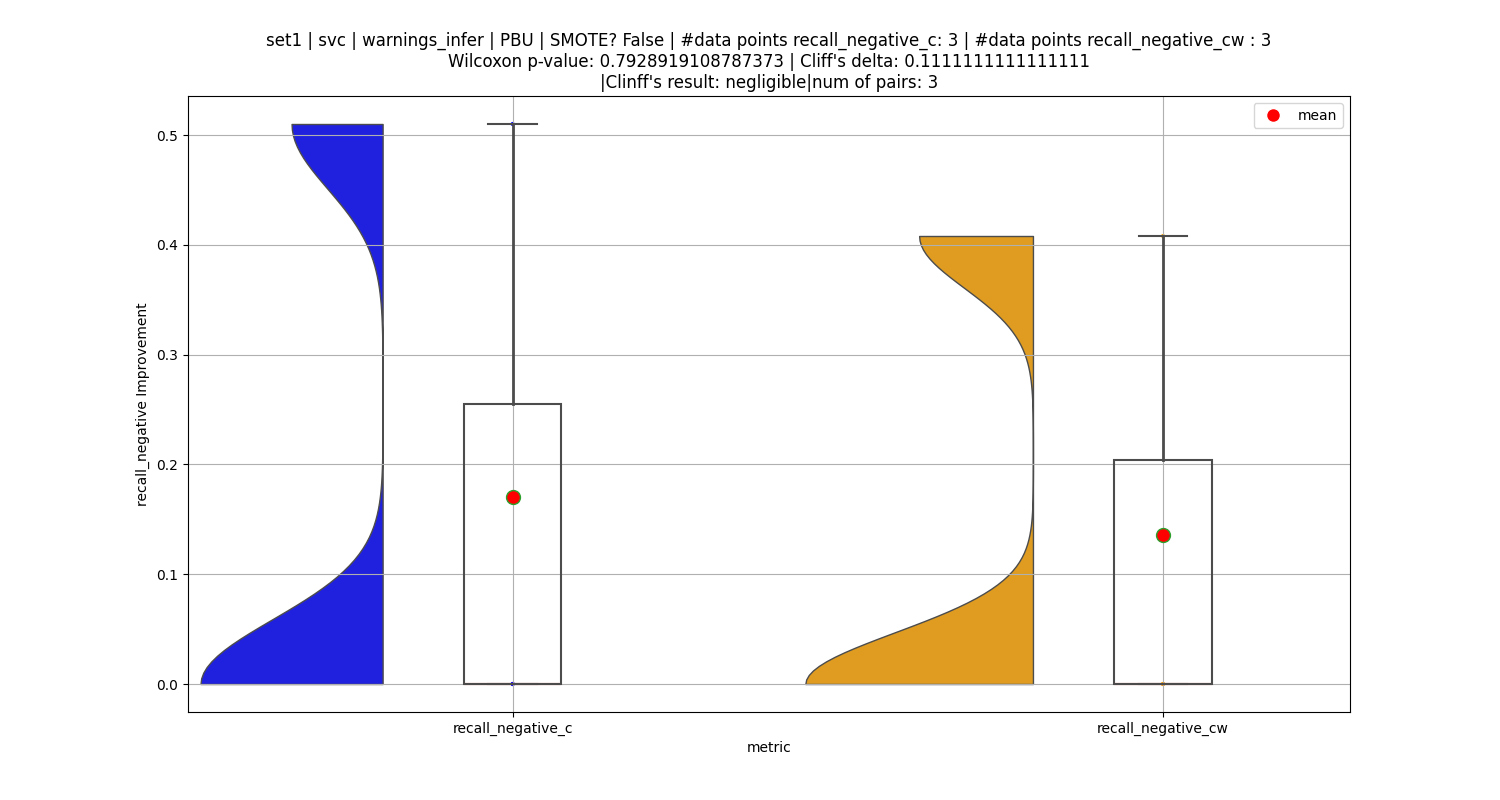 set1 | svc | warnings_infer | PBU | SMOTE? False | #data points recall_negative_c: 3 | #data points recall_negative_cw : 3
Wilcoxon p-value: 0.7928919108787373 | Cliff's delta: 0.1111111111111111
|Clinff's result: negligible|num of pairs: 3
mean
0.5
0.4
0.3
0.2
0.1
0.0
recall_negative Improvement
recall_negative_c
recall_negative_cw
metric